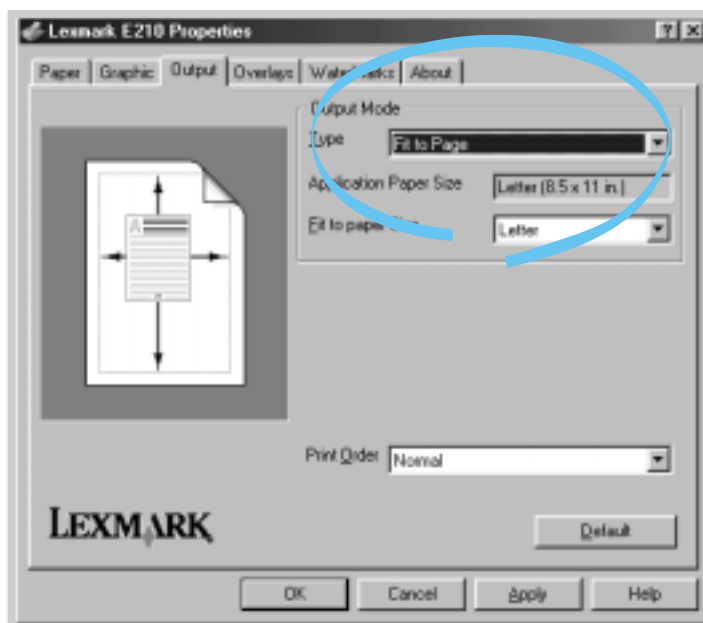 Lexmark E210 Properties
Paper Graphic Output Overlays Watermarks About
Output Mode
Type Fit to Page
Application Paper Size Letter (8.5 x 11 in.)
Fit to paper Letter
Print Order Normal
LEXMARK
Default
OK Cancel Apply Help